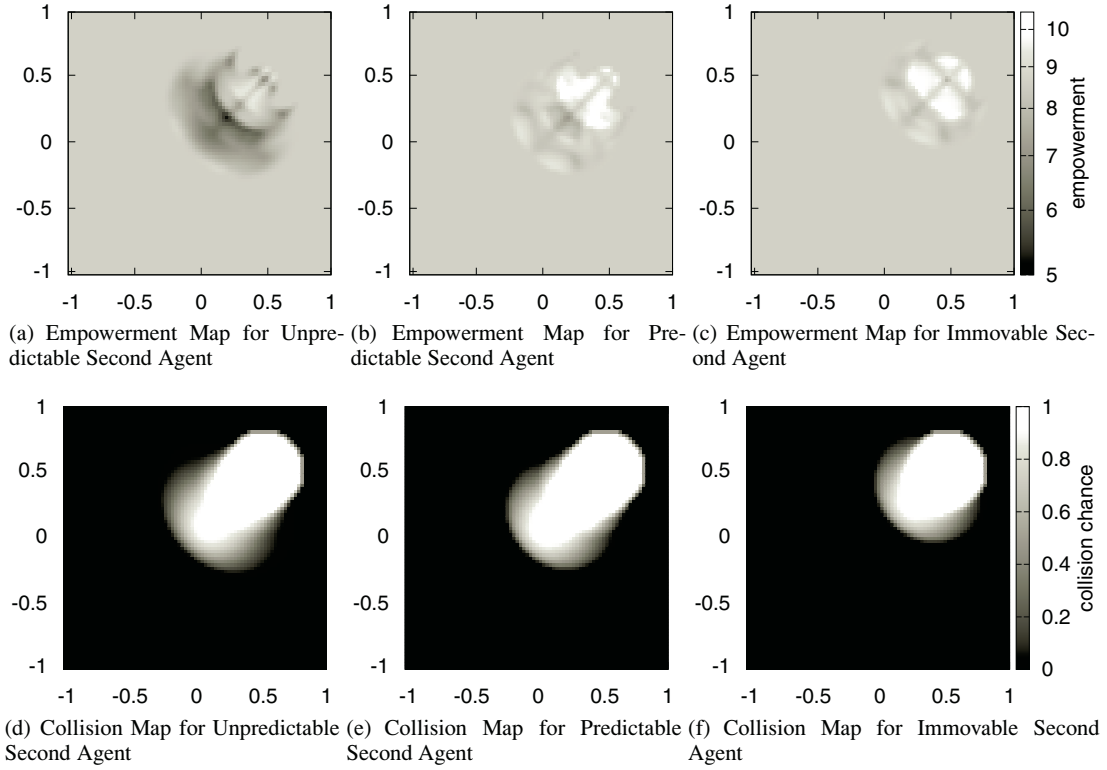 1
0.5
0
-0.5
-1
-1 -0.5 0 0.5 1
(a) Empowerment Map for Unpre-
dictable Second Agent
1
0.5
0
-0.5
-1
-1 -0.5 0 0.5 1
(b) Empowerment Map for Pre-
dictable Second Agent
1
0.5
0
-0.5
-1
-1 -0.5 0 0.5 1
10
9
8
7
6
5
empowerment
(c) Empowerment Map for Immovable Sec-
ond Agent
1
0.5
0
-0.5
-1
-1 -0.5 0 0.5 1
(d) Collision Map for Unpredictable
Second Agent
1
0.5
0
-0.5
-1
-1 -0.5 0 0.5 1
(e) Collision Map for Predictable
Second Agent
1
0.5
0
-0.5
-1
-1 -0.5 0 0.5 1
1
0.8
0.6
0.4
0.2
0
collision chance
(f) Collision Map for Immovable Second
Agent